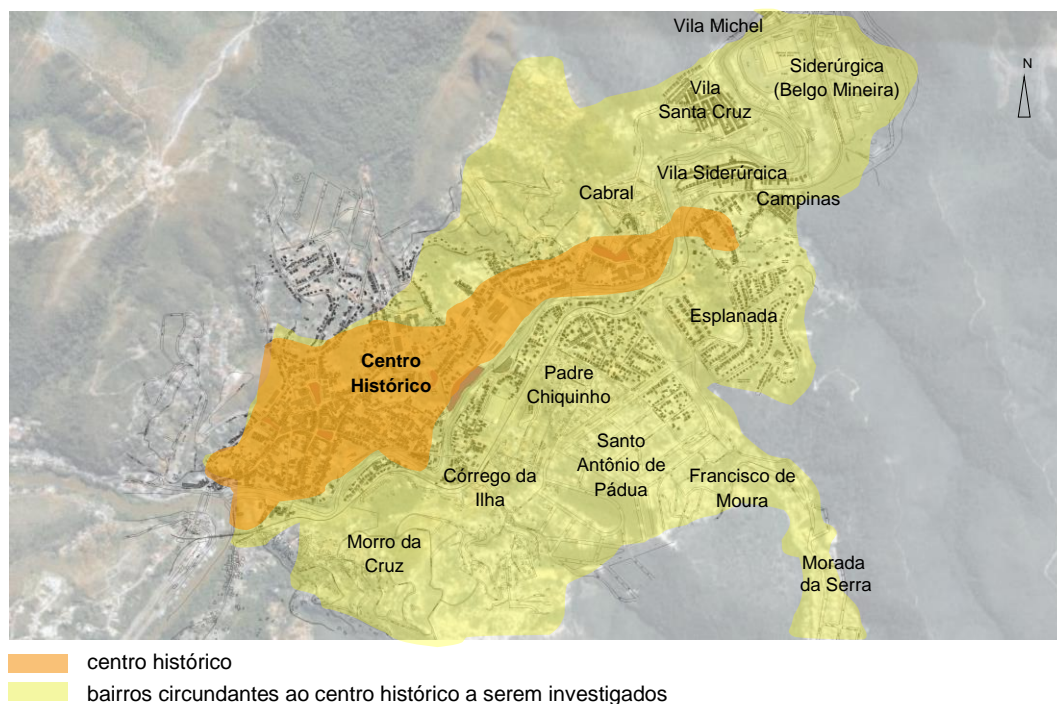 Vila Michel
Siderúrgica
(Belgo Mineira)
N
Vila
Santa Cruz
Vila Siderúrgica
Cabral
Campinas
Esplanada
Centro
Histórico
Padre
Chiquinho
Santo
Antônio de
Pádua
Córrego da
Ilha
Francisco de
Moura
Morro da
Cruz
Morada
da Serra
centro histórico
bairros circundantes ao centro histórico a serem investigados